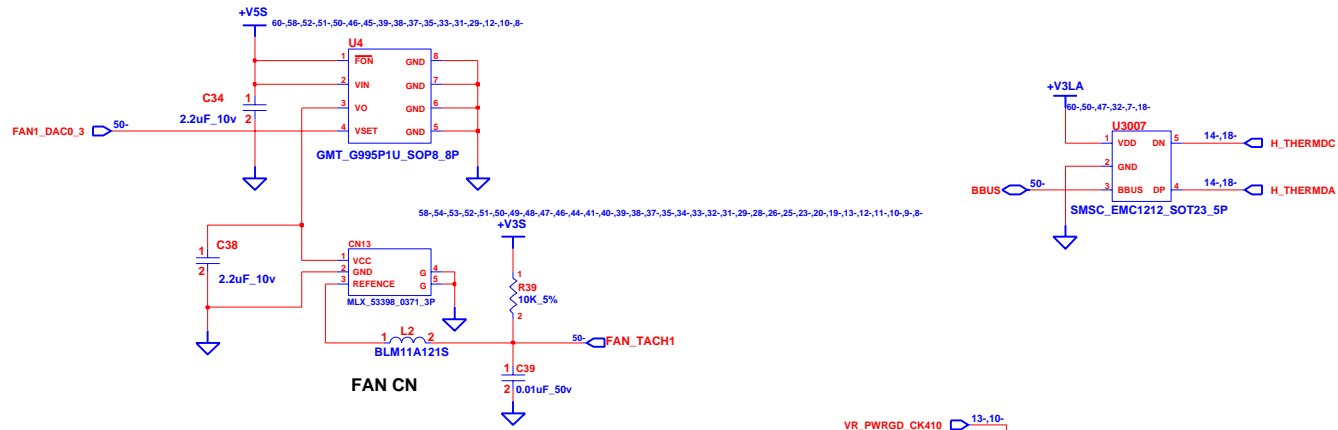 +V5S
60-,58-,52-,51-,50-,46-,45-,39-,38-,37-,35-,33-,31-,29-,12-,10-,8-
U4
1 FON GND 8
2 VIN GND 7
3 VO GND 6
4 VSET GND 5
GMT_G995P1U_SOP8_8P
C34
1
2
2.2uF_10v
FAN1_DAC0_3 50-
+V3LA
60-,50-,47-,32-,7-,18-
U3007
1 VDD DN 5 14-,18- H_THERMDC
2 GND
BBUS 50- 3 BBUS DP 4 14-,18- H_THERMDA
SMSC_EMC1212_SOT23_5P
58-,54-,53-,52-,51-,50-,49-,48-,47-,46-,44-,41-,40-,39-,38-,37-,35-,34-,33-,32-,31-,29-,28-,26-,25-,23-,20-,19-,13-,12-,11-,10-,9-,8-
+V3S
C38
1
2
2.2uF_10v
CN13
1 VCC
2 GND G 4
3 REFENCE G 5
MLX_53398_0371_3P
1
R39
10K_5%
2
1 L2 2
BLM11A121S
50- FAN_TACH1
FAN CN
1 C39
2 0.01uF_50v
VR_PWRGD_CK410 13-,10-